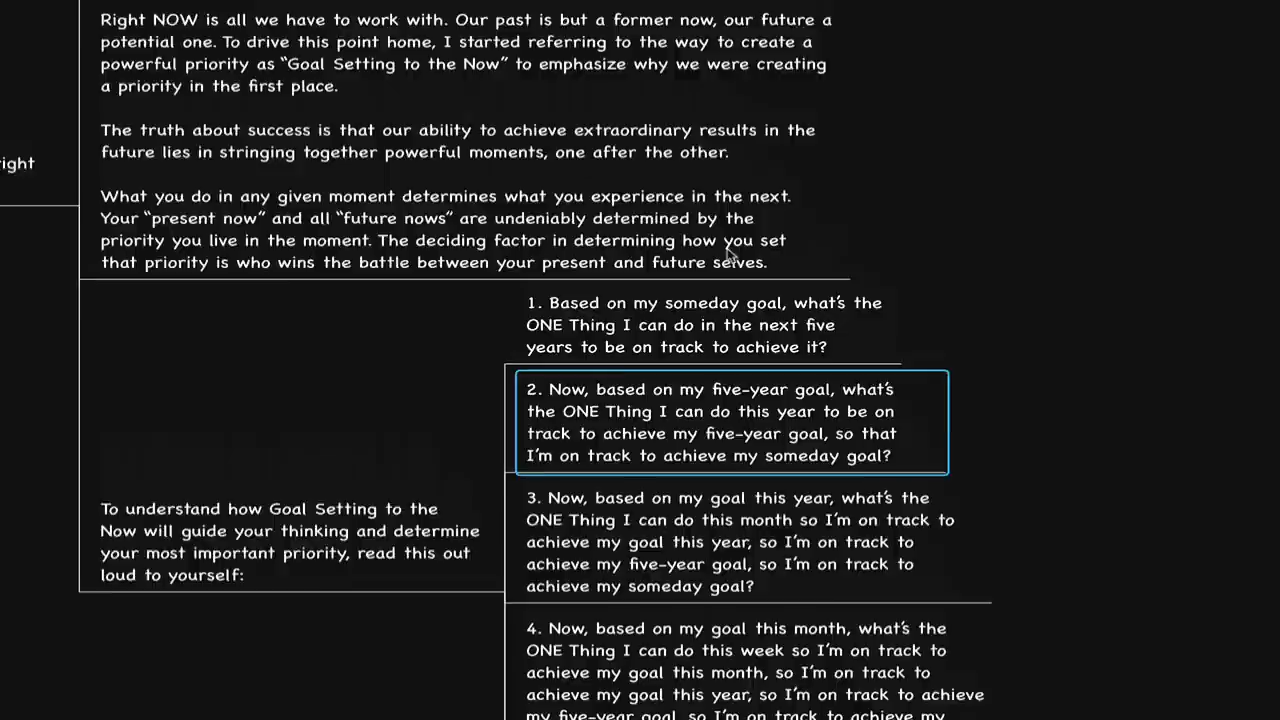 Right NOW is all we have to work with. Our past is but a former now, our future a
potential one. To drive this point home, I started referring to the way to create a
powerful priority as “Goal Setting to the Now” to emphasize why we were creating
a priority in the first place.
The truth about success is that our ability to achieve extraordinary results in the
future lies in stringing together powerful moments, one after the other.
What you do in any given moment determines what you experience in the next.
Your “present now” and all “future nows” are undeniably determined by the
priority you live in the moment. The deciding factor in determining how you set
that priority is who wins the battle between your present and future selves.
right
1. Based on my someday goal, what's the
ONE Thing I can do in the next five
years to be on track to achieve it?
2. Now, based on my five-year goal, what's
the ONE Thing I can do this year to be on
track to achieve my five-year goal, so that
I'm on track to achieve my someday goal?
To understand how Goal Setting to the
Now will guide your thinking and determine
your most important priority, read this out
loud to yourself:
3. Now, based on my goal this year, what's the
ONE Thing I can do this month so I'm on track to
achieve my goal this year, so I'm on track to
achieve my five-year goal, so I'm on track to
achieve my someday goal?
4. Now, based on my goal this month, what's the
ONE Thing I can do this week so I'm on track to
achieve my goal this month, so I'm on track to
achieve my goal this year, so I'm on track to achieve
my five-year goal, so I'm on track to achieve my